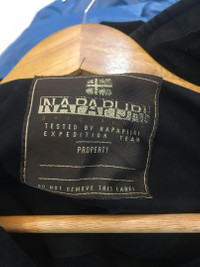 NAPAPIJRI
TESTED BY NAPAPIJRI
EXPEDITION TEAM
PROPERTY
DO NOT REMOVE THIS LABEL